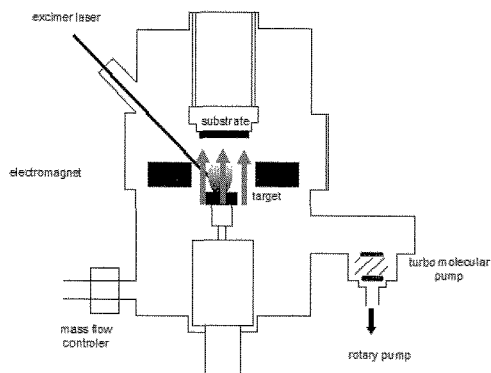 excimer laser
substrate
electromagnet
target
turbo molecular
pump
mass flow
controler
rotary pump